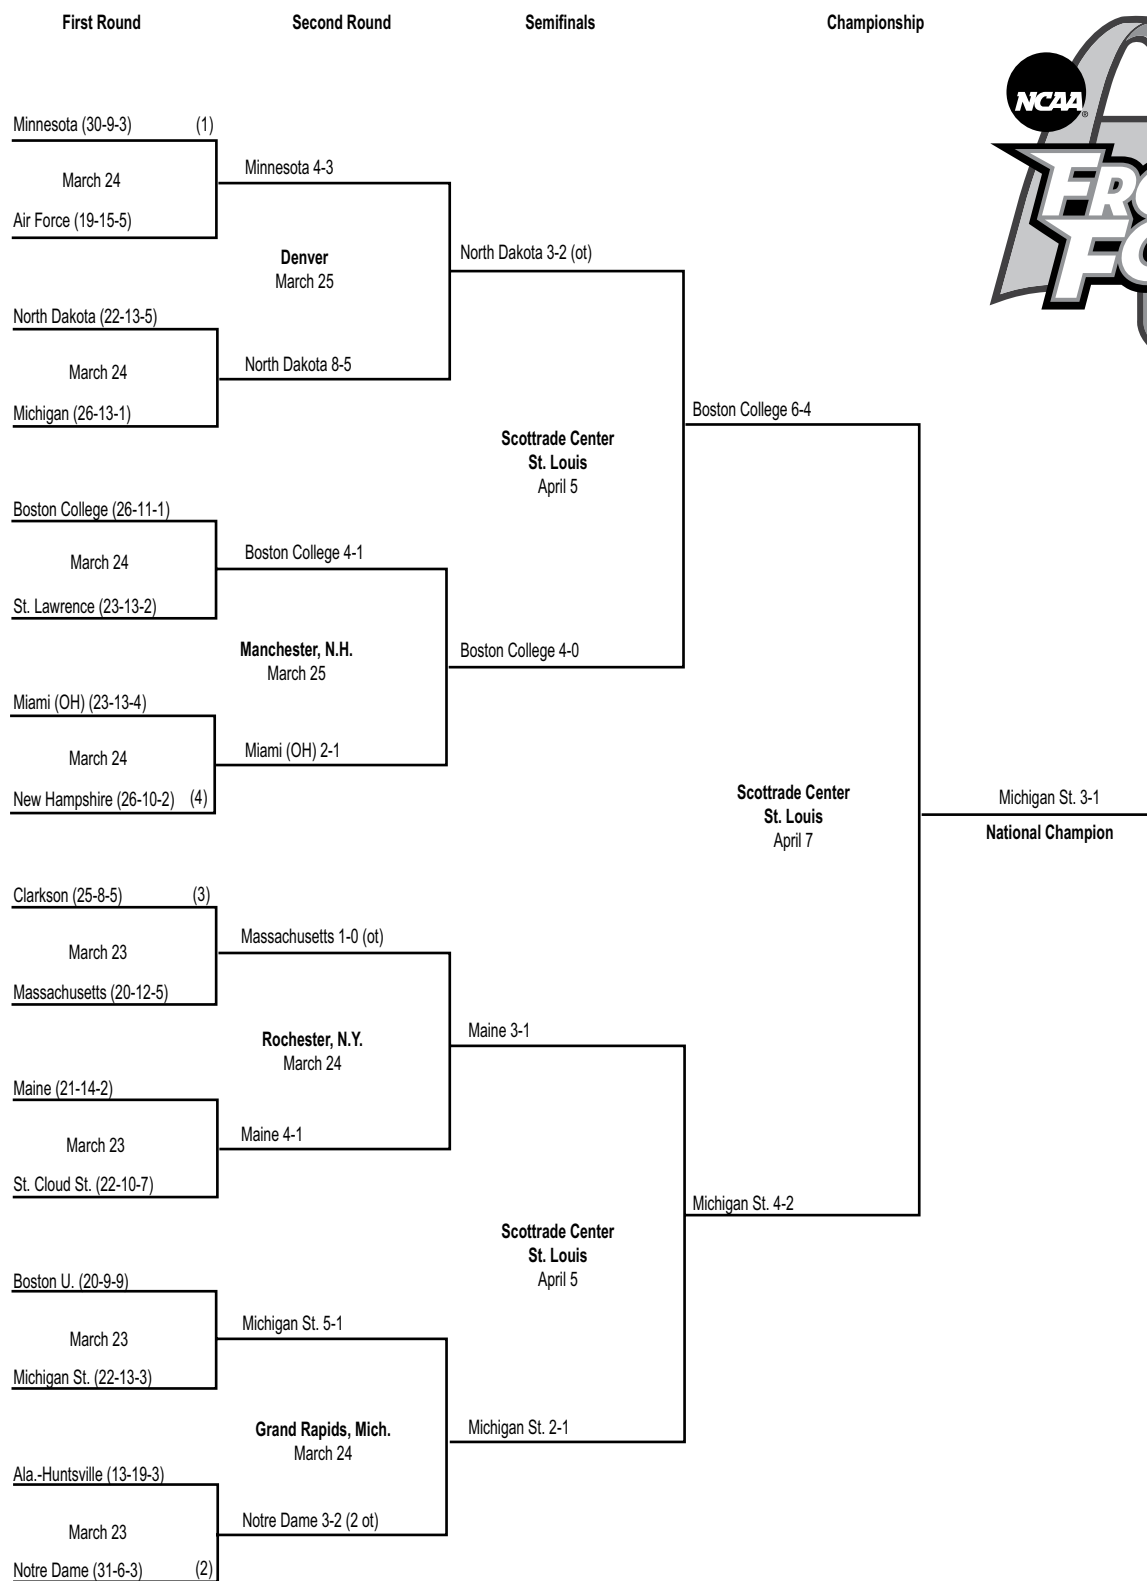 First Round
Second Round
Semifinals
Championship
NCAA
Minnesota (30-9-3) (1)
March 24
Air Force (19-15-5)
Minnesota 4-3
Denver
March 25
North Dakota 3-2 (ot)
North Dakota (22-13-5)
March 24
Michigan (26-13-1)
North Dakota 8-5
Scottrade Center
St. Louis
April 5
Boston College 6-4
Boston College (26-11-1)
March 24
St. Lawrence (23-13-2)
Boston College 4-1
Manchester, N.H.
March 25
Boston College 4-0
Miami (OH) (23-13-4)
March 24
New Hampshire (26-10-2) (4)
Miami (OH) 2-1
Scottrade Center
St. Louis
April 7
Michigan St. 3-1
National Champion
Clarkson (25-8-5) (3)
March 23
Massachusetts (20-12-5)
Massachusetts 1-0 (ot)
Rochester, N.Y.
March 24
Maine 3-1
Maine (21-14-2)
March 23
St. Cloud St. (22-10-7)
Maine 4-1
Scottrade Center
St. Louis
April 5
Michigan St. 4-2
Boston U. (20-9-9)
March 23
Michigan St. (22-13-3)
Michigan St. 5-1
Grand Rapids, Mich.
March 24
Michigan St. 2-1
Ala.-Huntsville (13-19-3)
March 23
Notre Dame (31-6-3) (2)
Notre Dame 3-2 (2 ot)